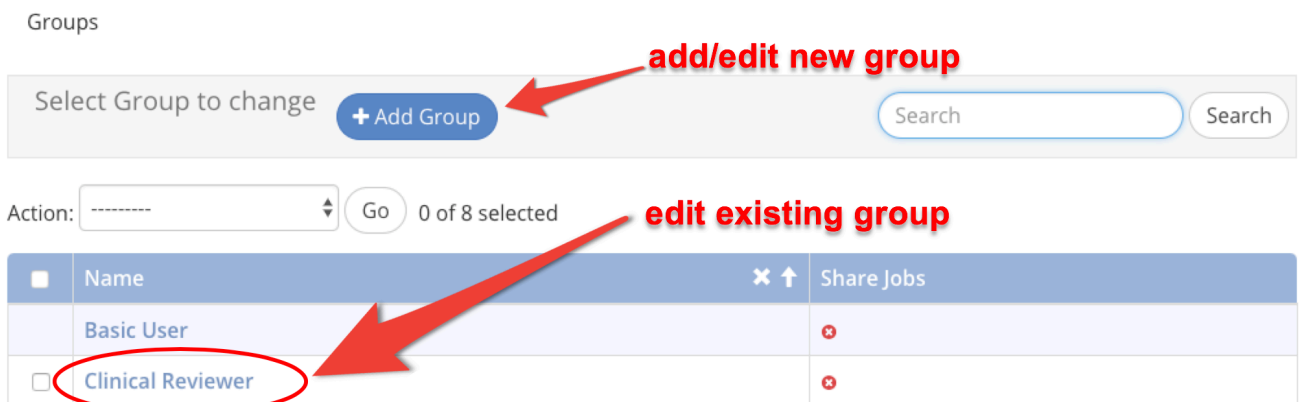 Groups
add/edit new group
Select Group to change
+ Add Group
Search
Search
Action: --------- Go 0 of 8 selected
edit existing group
Name
Share Jobs
Basic User
Clinical Reviewer